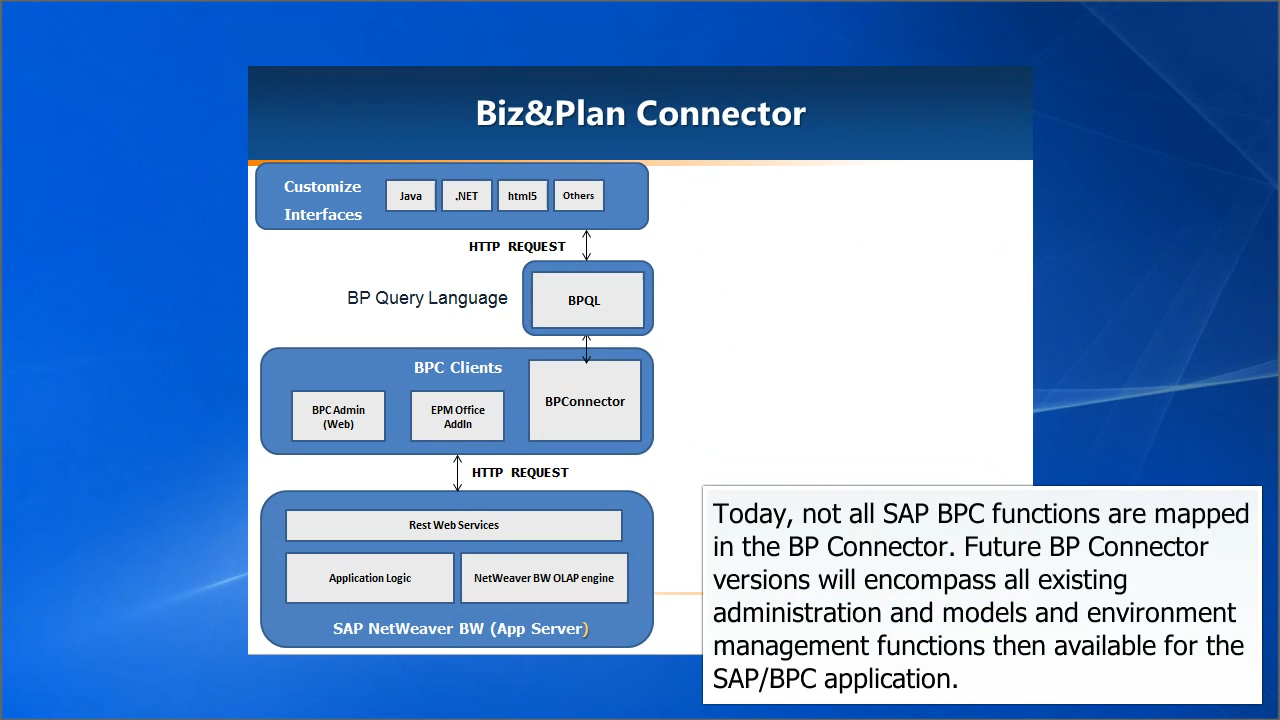 Biz&Plan Connector
Customize
Interfaces
Java
.NET
html5
Others
HTTP REQUEST
BP Query Language
BPQL
BPC Clients
BPC Admin
(Web)
EPM Office
AddIn
BPConnector
HTTP REQUEST
Rest Web Services
Application Logic
NetWeaver BW OLAP engine
SAP NetWeaver BW (App Server)
Today, not all SAP BPC functions are mapped
in the BP Connector. Future BP Connector
versions will encompass all existing
administration and models and environment
management functions then available for the
SAP/BPC application.